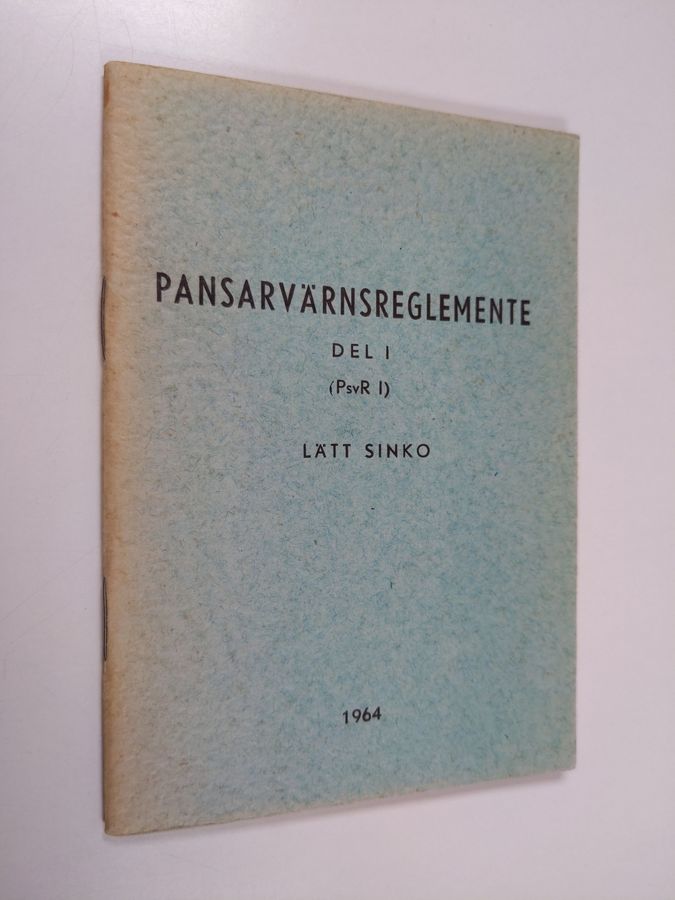 PANSARVÄRNSREGLEMENTE
DEL I
(PsvR I)
LÄTT SINKO
1964